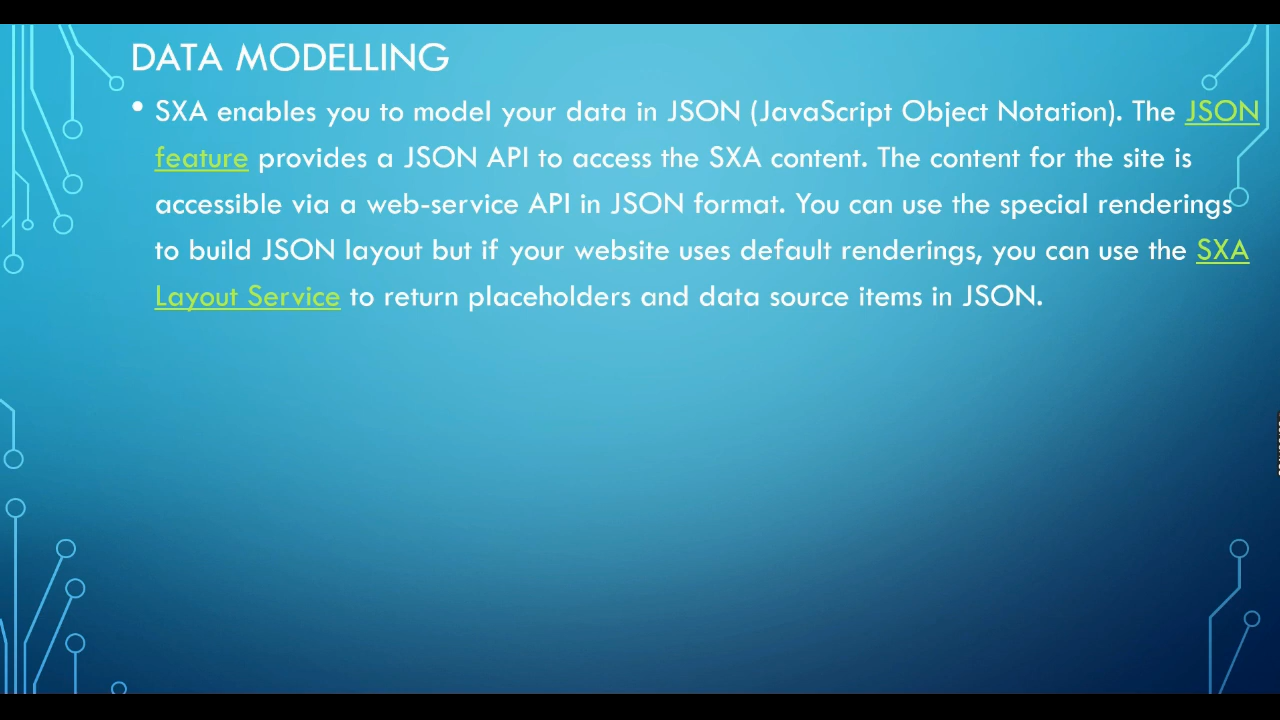 DATA MODELLING
• SXA enables you to model your data in JSON (JavaScript Object Notation). The JSON
feature provides a JSON API to access the SXA content. The content for the site is
accessible via a web-service API in JSON format. You can use the special renderings
to build JSON layout but if your website uses default renderings, you can use the SXA
Layout Service to return placeholders and data source items in JSON.